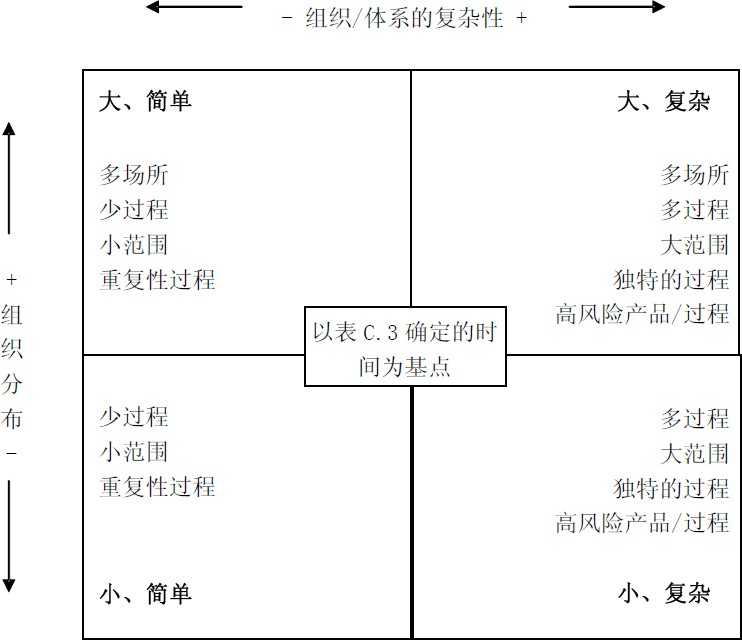 - 组织/体系的复杂性 +
大、简单
多场所
少过程
小范围
重复性过程
大、复杂
多场所
多过程
大范围
独特的过程
高风险产品/过程
+
组
织
分
布
-
以表 C.3 确定的时
间为基点
少过程
小范围
重复性过程
小、简单
多过程
大范围
独特的过程
高风险产品/过程
小、复杂